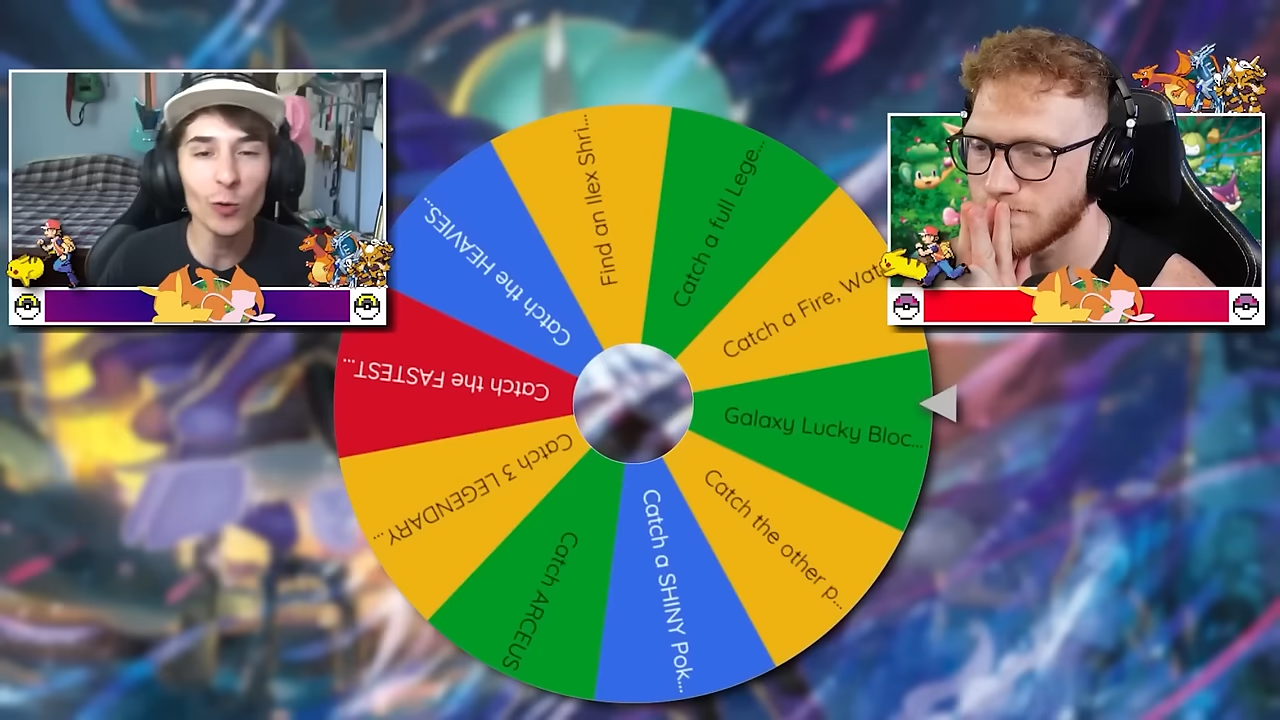 Find an Ilex Shri...
Catch a full Lege...
Catch a Fire, Wat
Galaxy Lucky Bloc...
Catch the other p...
Catch a SHINY Pok...
Catch ARCEUS
Catch 3 LEGENDARY...
Catch the FASTEST...
Catch the HEAVIES...